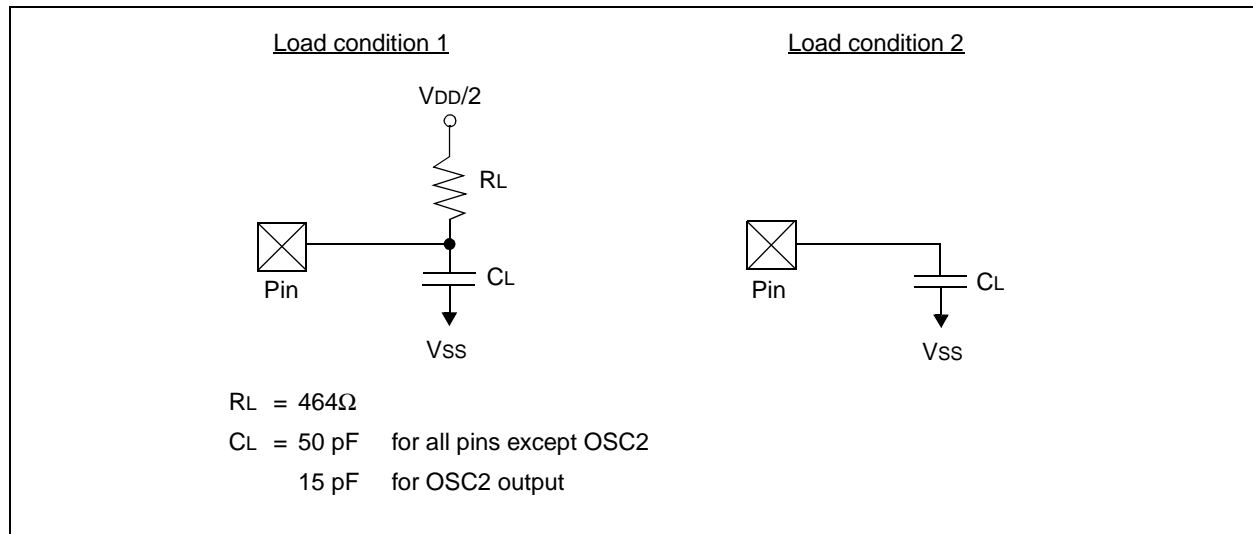 Load condition 1
Load condition 2
VDD/2
RL
Pin
CL
VSS
Pin
CL
VSS
RL = 464Ω
CL = 50 pF for all pins except OSC2
15 pF for OSC2 output